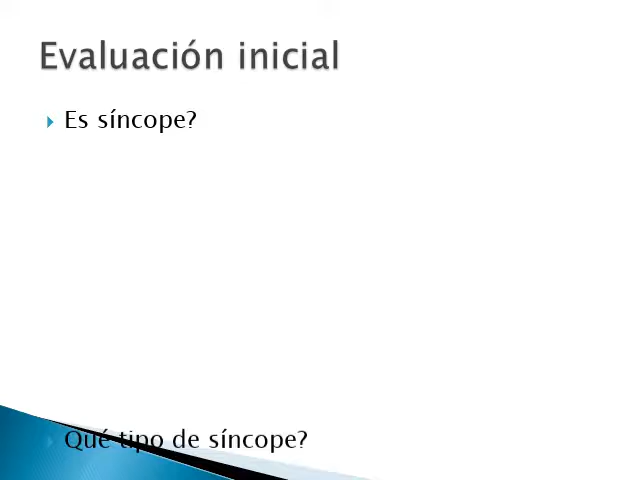 Evaluación inicial
Es síncope?
Qué tipo de síncope?